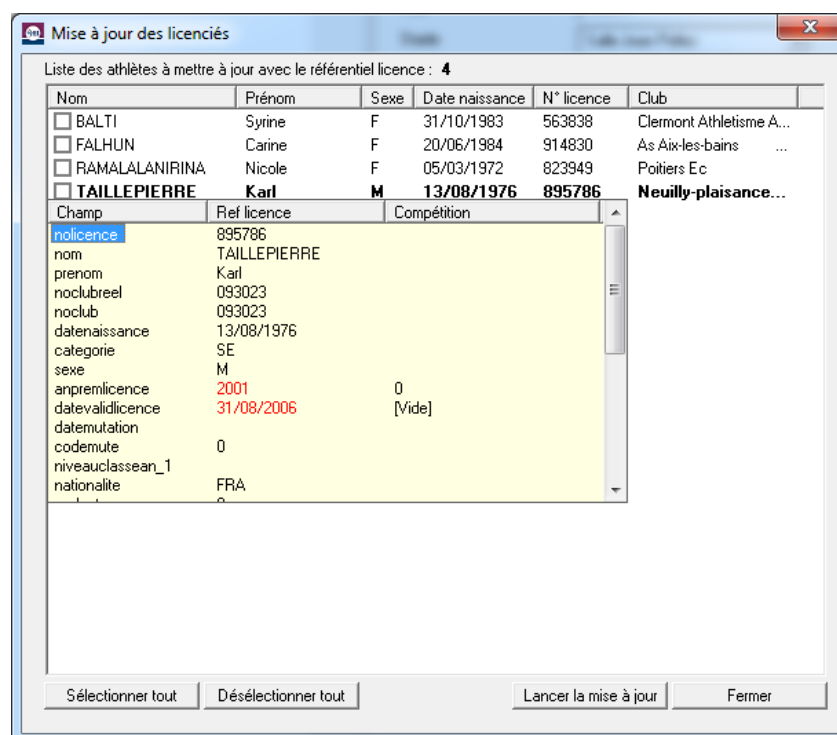 Mise à jour des licenciés
Liste des athlètes à mettre à jour avec le référentiel licence : 4
Nom Prénom Sexe Date naissance N° licence Club
BALTI Syrine F 31/10/1983 563838 Clermont Athletisme A...
FALHUN Carine F 20/06/1984 914830 As Aix-les-bains ...
RAMALALANIRINA Nicole F 05/03/1972 823949 Poitiers Ec
TAILLEPIERRE Karl M 13/08/1976 895786 Neuilly-plaisance...
Champ Ref licence Compétition
nolicence 895786
nom TAILLEPIERRE
prenom Karl
noclubreel 093023
noclub 093023
datenaissance 13/08/1976
categorie SE
sexe M
anpremlicence 2001 0
datevalidlicence 31/08/2006 [Vide]
datemutation
codemute 0
niveauclassean_1
nationalite FRA
Sélectionner tout Désélectionner tout Lancer la mise à jour Fermer